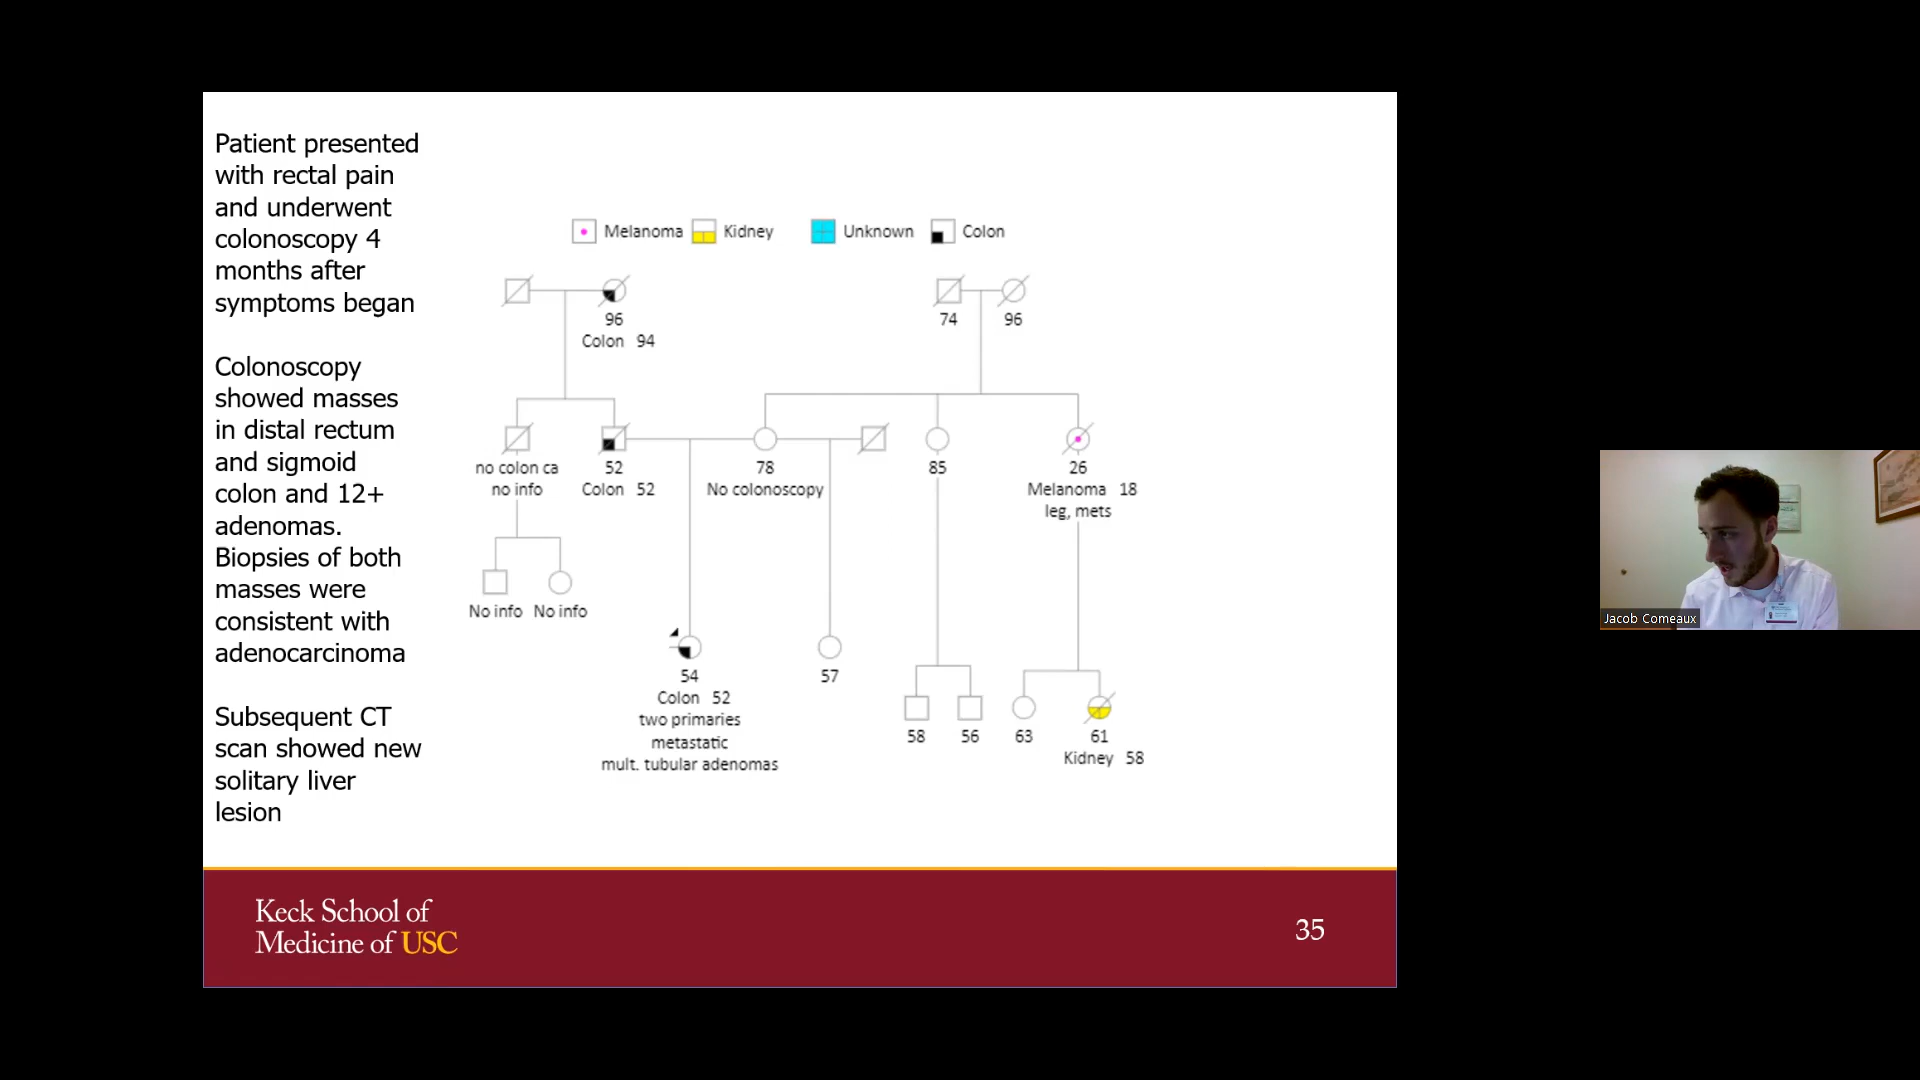 Patient presented
with rectal pain
and underwent
colonoscopy 4
months after
symptoms began
Colonoscopy
showed masses
in distal rectum
and sigmoid
colon and 12+
adenomas.
Biopsies of both
masses were
consistent with
adenocarcinoma
Subsequent CT
scan showed new
solitary liver
lesion
Melanoma Kidney Unknown Colon
96
Colon 94
74 96
no colon ca
no info
52
Colon 52
78
No colonoscopy
85
26
Melanoma 18
leg, mets
No info No info
54
Colon 52
two primaries
metastatic
mult. tubular adenomas
57
58 56 63
61
Kidney 58
Keck School of
Medicine of USC
35
Jacob Comeaux